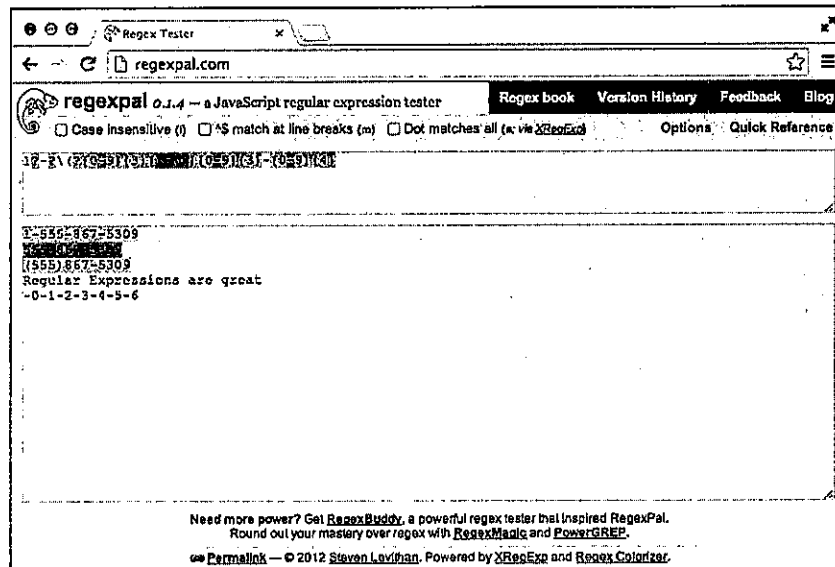 Regex Tester ×
regexpal.com
regexpal 0.1.4 — a JavaScript regular expression tester
Regex book Version History Feedback Blog
Case insensitive (i) ^$ match at line breaks (m) Dot matches all (s; via XRegExp)
Options Quick Reference
1-555-867-5309
(555)867-5309
Regular Expressions are great
-0-1-2-3-4-5-6
Need more power? Get RegexBuddy, a powerful regex tester that inspired RegexPal.
Round out your mastery over regex with RegexMagic and PowerGREP.
Permalink — © 2012 Steven Levithan. Powered by XRegExp and Regex Colorizer.